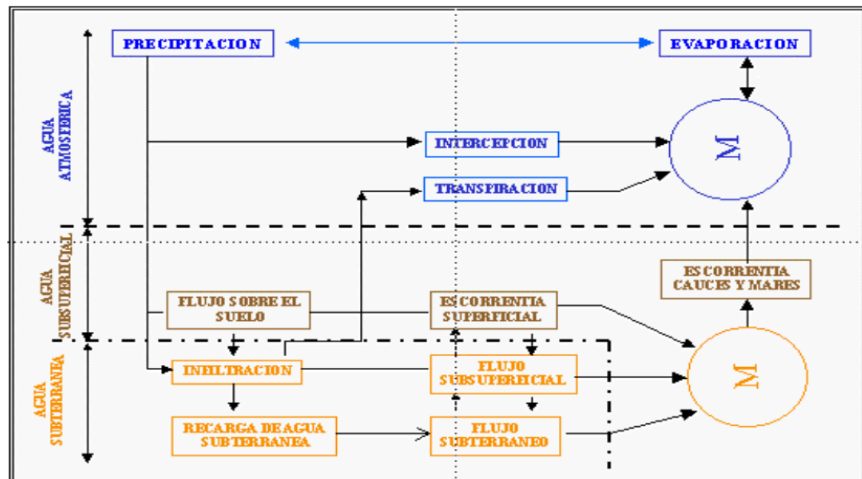 PRECIPITACION
EVAPORACION
AGUA
ATMOSFERICA
INTERCEPCION
M
TRANSPIRACION
AGUA
SUBSUPERFICIAL
ESCORRENTIA
CAUCES Y MARES
FLUJO SOBRE EL
SUELO
ESCORRENTIA
SUPERFICIAL
AGUA
SUBTERRANEA
INFILTRACION
FLUJO
SUBSUPERFICIAL
M
RECARGA DE AGUA
SUBTERRANEA
FLUJO
SUBTERRANEO